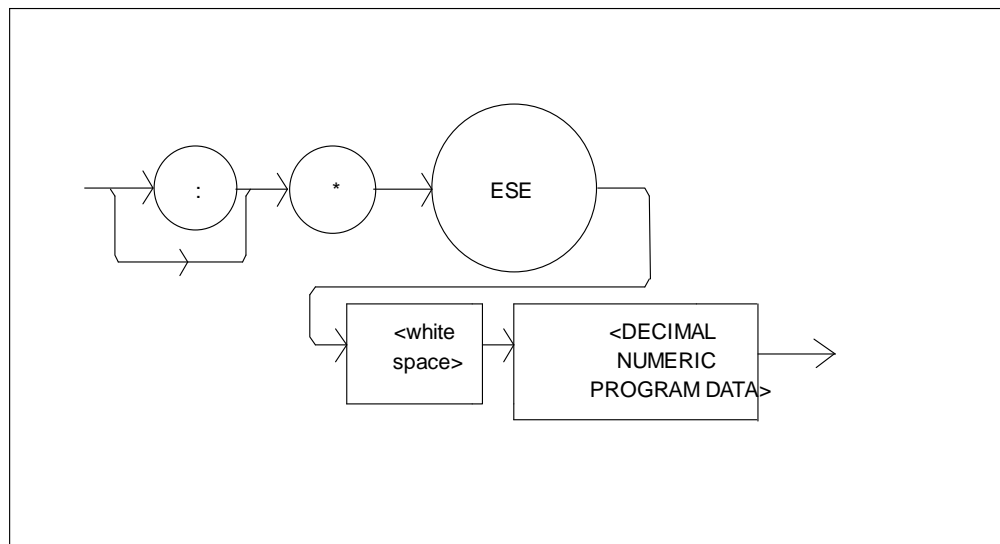 :
*
ESE
<white
space>
<DECIMAL
NUMERIC
PROGRAM DATA>